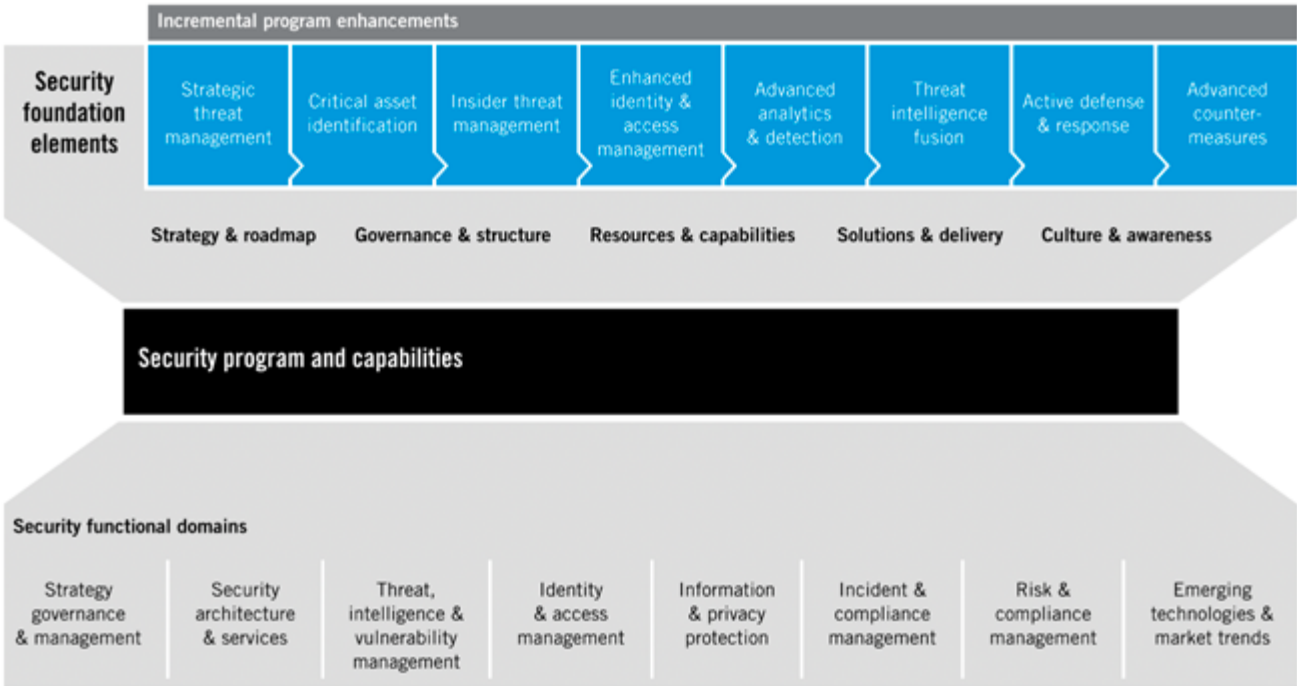 Incremental program enhancements
Security
foundation
elements
Strategic
threat
management
Critical asset
identification
Insider threat
management
Enhanced
identity &
access
management
Advanced
analytics
& detection
Threat
intelligence
fusion
Active defense
& response
Advanced
counter-
measures
Strategy & roadmap
Governance & structure
Resources & capabilities
Solutions & delivery
Culture & awareness
Security program and capabilities
Security functional domains
Strategy
governance
& management
Security
architecture
& services
Threat,
intelligence &
vulnerability
management
Identity
& access
management
Information
& privacy
protection
Incident &
compliance
management
Risk &
compliance
management
Emerging
technologies &
market trends